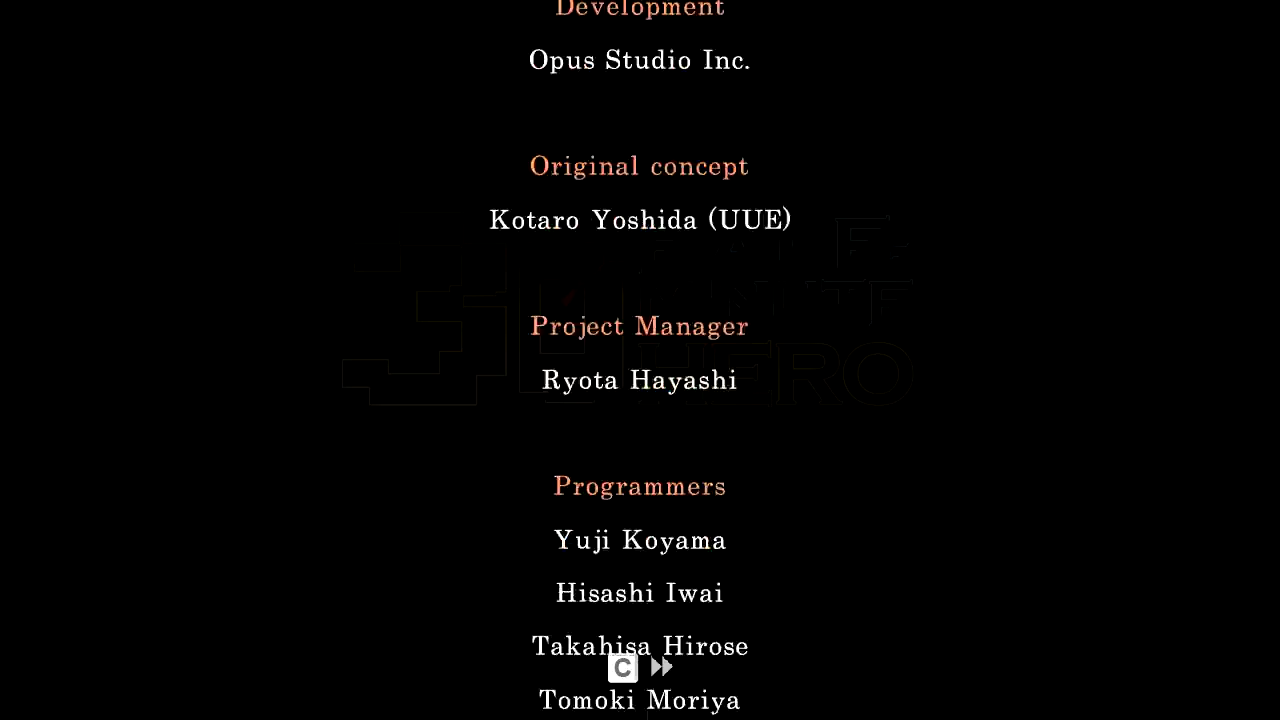 Development
Opus Studio Inc.
Original concept
Kotaro Yoshida (UUE)
Project Manager
Ryota Hayashi
HERO
Programmers
Yuji Koyama
Hisashi Iwai
Takahisa Hirose
C
Tomoki Moriya